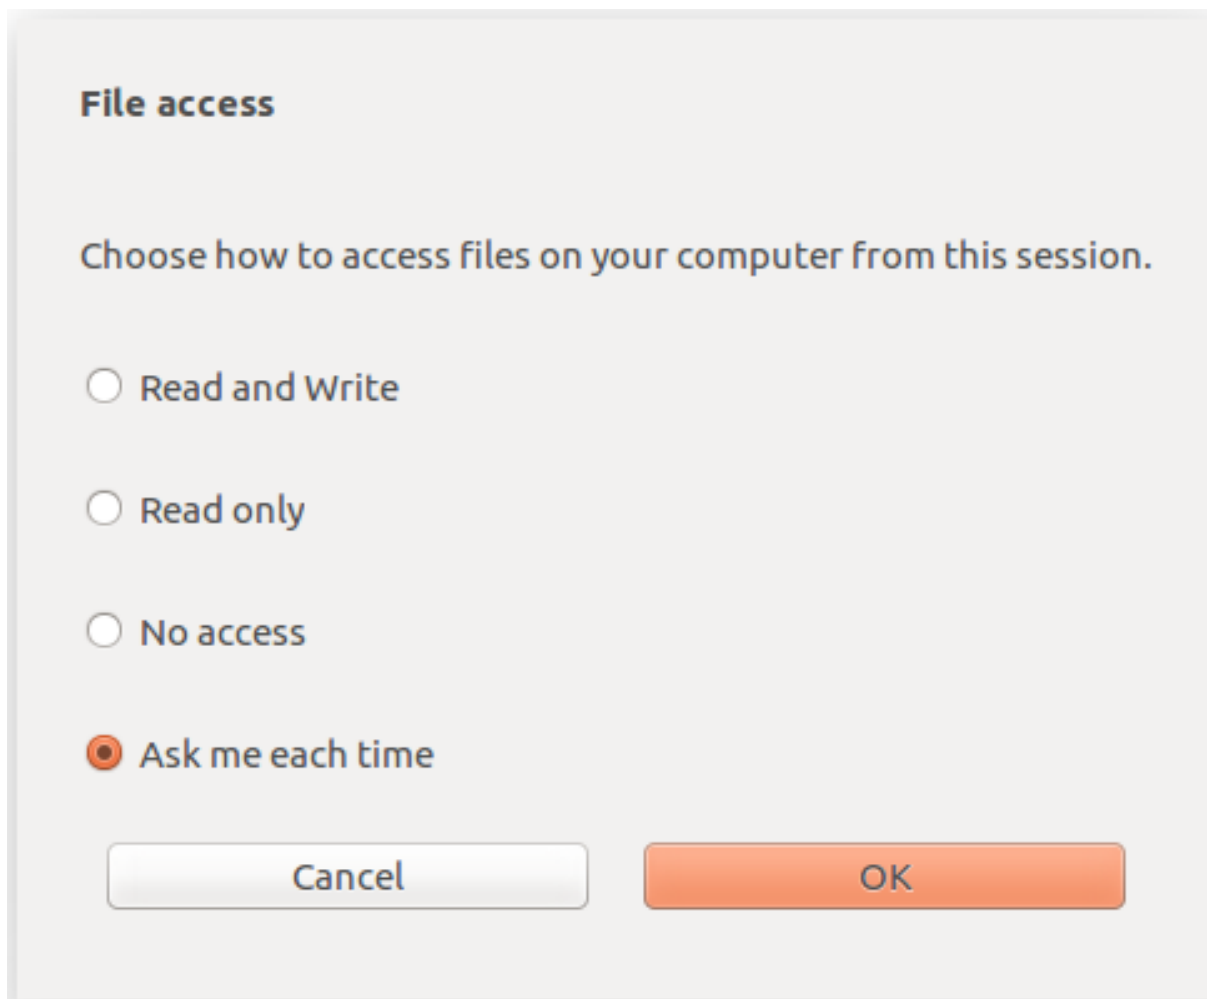 File access
Choose how to access files on your computer from this session.
Read and Write
Read only
No access
Ask me each time
Cancel
OK